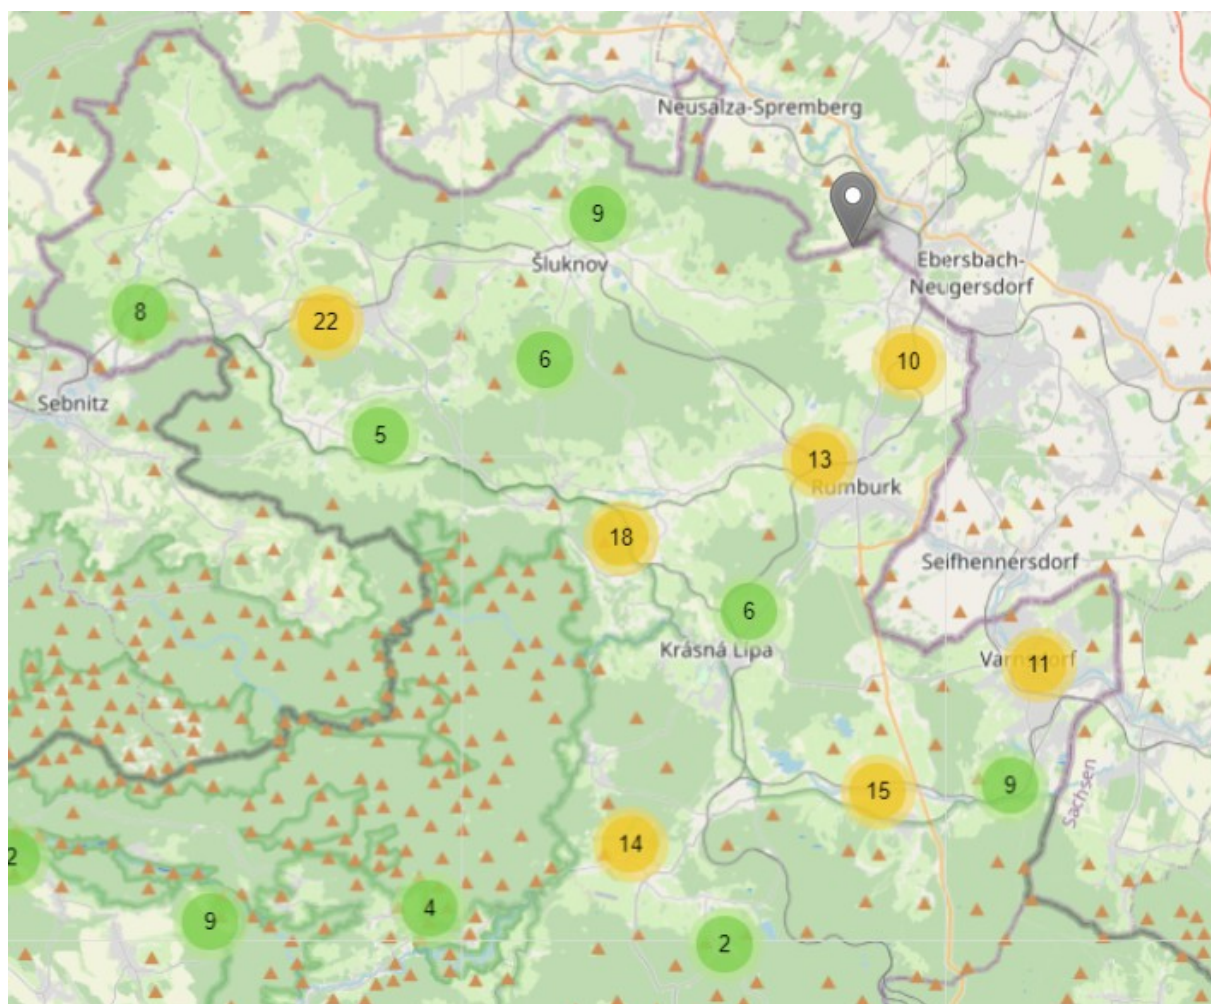 Neusalza-Spremberg
9
Šluknov
Ebersbach-
Neugersdorf
8
22
6
10
Sebnitz
5
13
Rumburk
18
Seifhennersdorf
6
Krásná Lípa
Varnsdorf
11
15
9
Sachsen
14
2
4
9
2